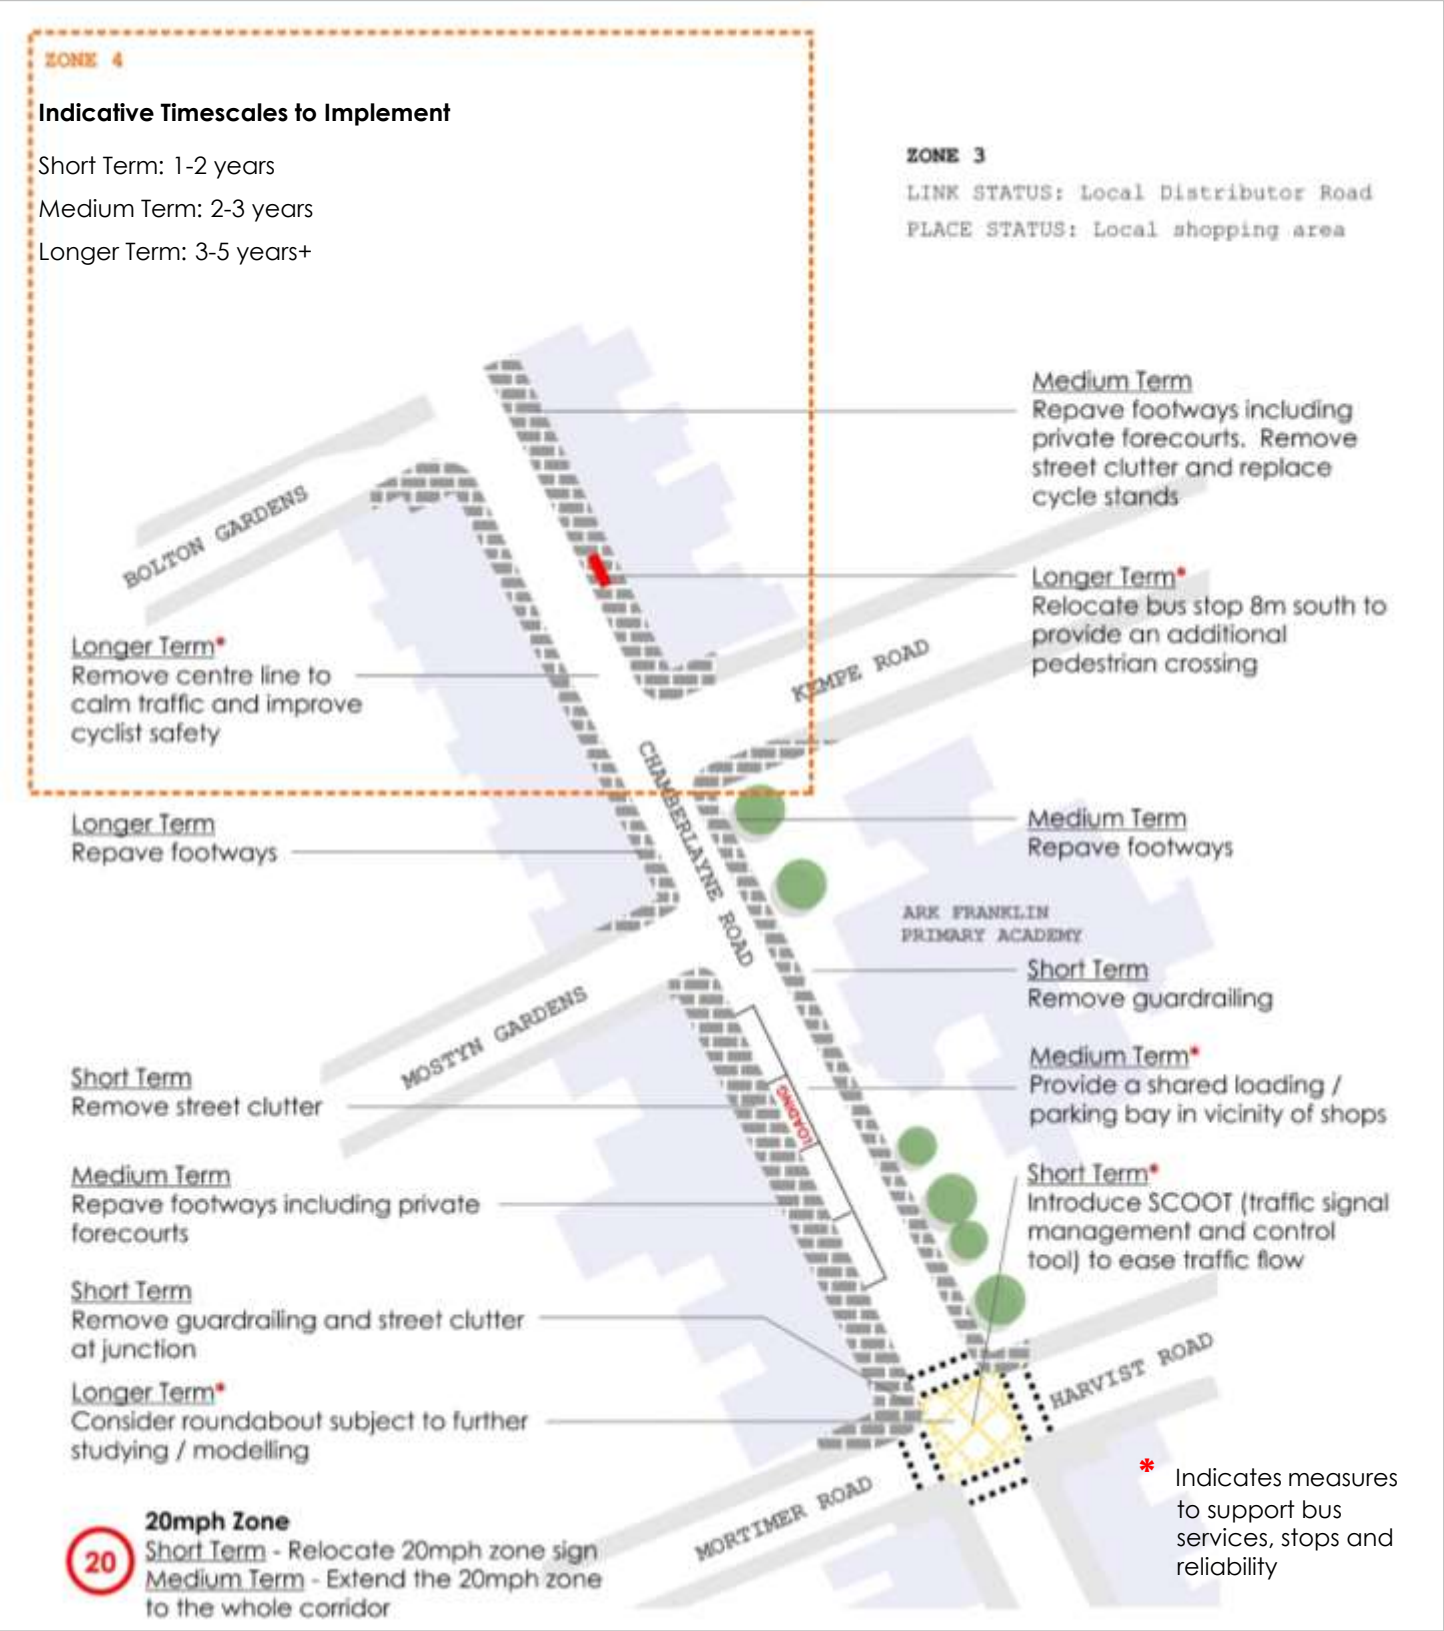 ZONE 4
Indicative Timescales to Implement
Short Term: 1-2 years
Medium Term: 2-3 years
Longer Term: 3-5 years+
ZONE 3
LINK STATUS: Local Distributor Road
PLACE STATUS: Local shopping area
Medium Term
Repave footways including
private forecourts. Remove
street clutter and replace
cycle stands
BOLTON GARDENS
Longer Term*
Relocate bus stop 8m south to
provide an additional
pedestrian crossing
Longer Term*
Remove centre line to
calm traffic and improve
cyclist safety
KEMPE ROAD
CHAMBERLAYNE ROAD
Longer Term
Repave footways
Medium Term
Repave footways
ARK FRANKLIN
PRIMARY ACADEMY
Short Term
Remove guardrailing
MOSTYN GARDENS
Short Term
Remove street clutter
LOADING
Medium Term*
Provide a shared loading /
parking bay in vicinity of shops
Medium Term
Repave footways including private
forecourts
Short Term*
Introduce SCOOT (traffic signal
management and control
tool) to ease traffic flow
Short Term
Remove guardrailing and street clutter
at junction
Longer Term*
Consider roundabout subject to further
studying / modelling
HARVIST ROAD
MORTIMER ROAD
* Indicates measures
to support bus
services, stops and
reliability
20
20mph Zone
Short Term - Relocate 20mph zone sign
Medium Term - Extend the 20mph zone
to the whole corridor